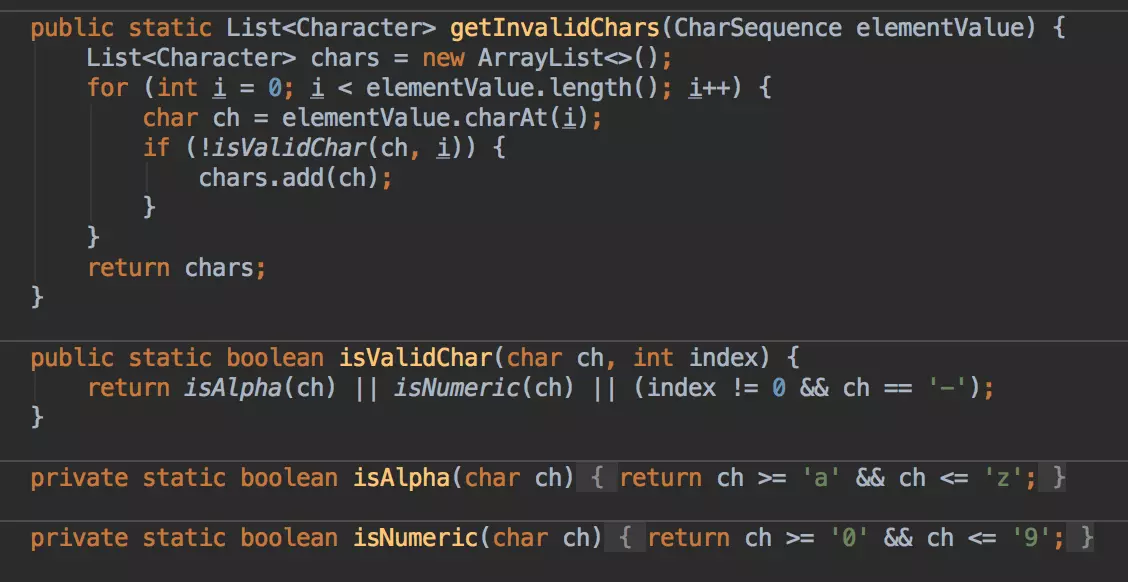 public static List<Character> getInvalidChars(CharSequence elementValue) {
    List<Character> chars = new ArrayList<>();
    for (int i = 0; i < elementValue.length(); i++) {
        char ch = elementValue.charAt(i);
        if (!isValidChar(ch, i)) {
            chars.add(ch);
        }
    }
    return chars;
}
public static boolean isValidChar(char ch, int index) {
    return isAlpha(ch) || isNumeric(ch) || (index != 0 && ch == '-');
}
private static boolean isAlpha(char ch) { return ch >= 'a' && ch <= 'z'; }
private static boolean isNumeric(char ch) { return ch >= '0' && ch <= '9'; }